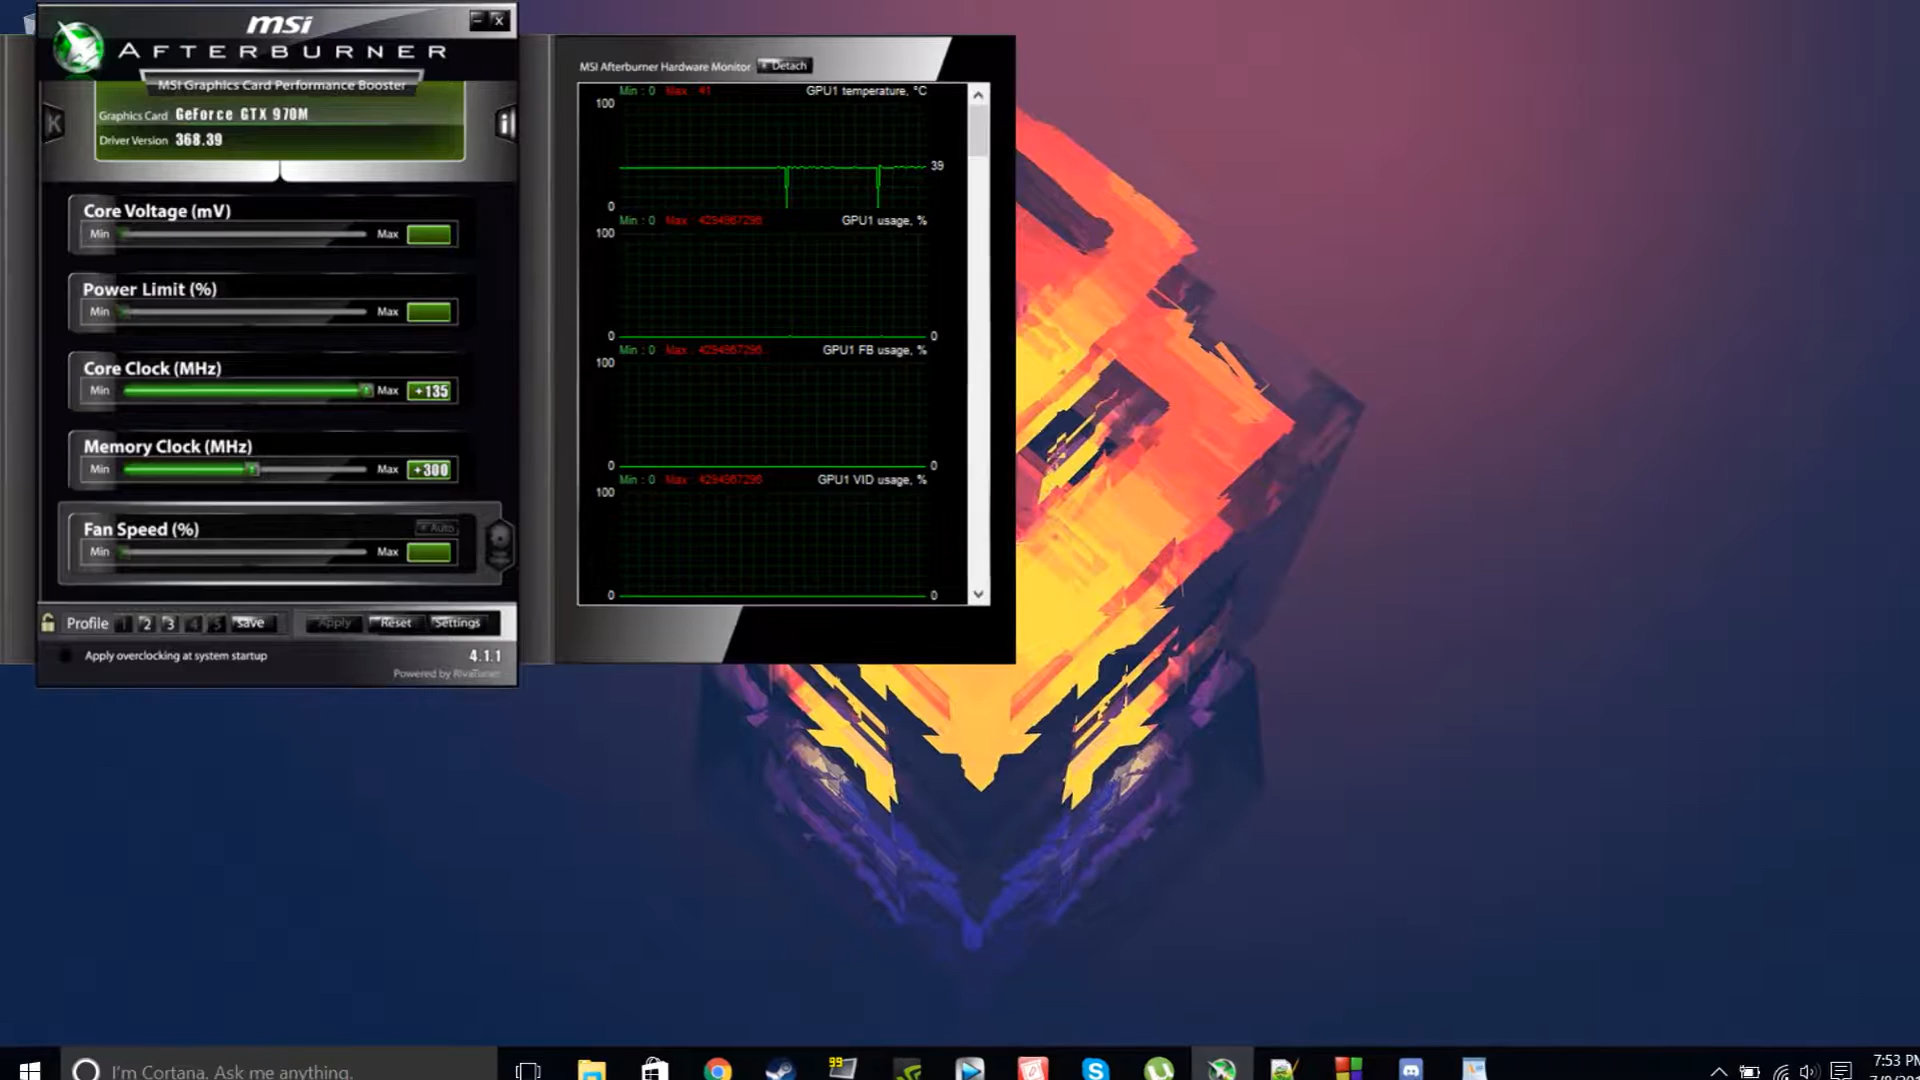 msi
AFTERBURNER
MSI Graphics Card Performance Booster
Graphics Card GeForce GTX 970M
Driver Version 368.39
K
i
Core Voltage (mV)
Min Max
Power Limit (%)
Min Max
Core Clock (MHz)
Min Max +135
Memory Clock (MHz)
Min Max +300
Fan Speed (%)
Auto
Min Max
Profile 1 2 3 4 5 Save Apply Reset Settings
Apply overclocking at system startup 4.1.1
Powered by RivaTuner
MSI Afterburner Hardware Monitor Detach
Min : 0 Max : 41 GPU1 temperature, °C
100
39
0
Min : 0 Max : 4294967296 GPU1 usage, %
100
0 0
Min : 0 Max : 4294967296 GPU1 FB usage, %
100
0 0
Min : 0 Max : 4294967296 GPU1 VID usage, %
100
0 0
I'm Cortana. Ask me anything.
99
7:53 PM